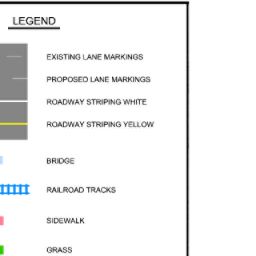 LEGEND
EXISTING LANE MARKINGS
PROPOSED LANE MARKINGS
ROADWAY STRIPING WHITE
ROADWAY STRIPING YELLOW
BRIDGE
RAILROAD TRACKS
SIDEWALK
GRASS